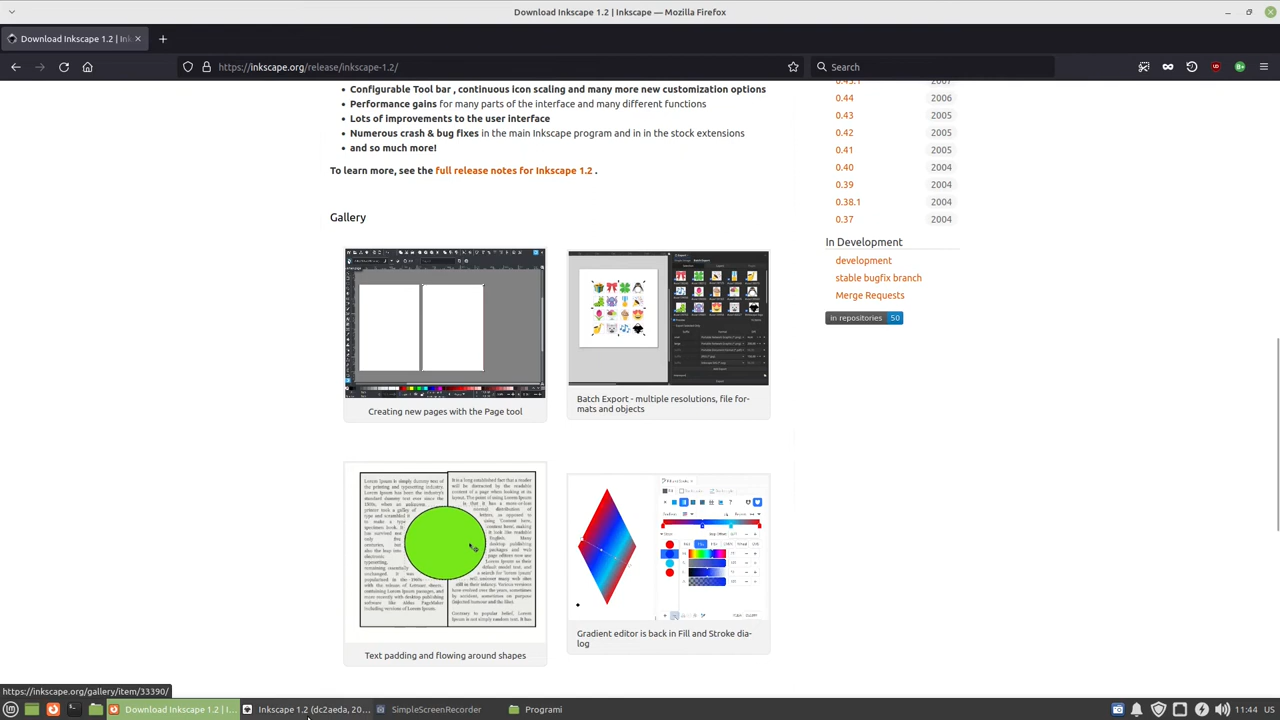 Download Inkscape 1.2 | Inkscape — Mozilla Firefox
Download Inkscape 1.2 | Ink
https://inkscape.org/release/inkscape-1.2/
Search
Configurable Tool bar , continuous icon scaling and many more new customization options
Performance gains for many parts of the interface and many different functions
Lots of improvements to the user interface
Numerous crash & bug fixes in the main Inkscape program and in in the stock extensions
and so much more!
To learn more, see the full release notes for Inkscape 1.2 .
Gallery
Creating new pages with the Page tool
Batch Export - multiple resolutions, file for-
mats and objects
Text padding and flowing around shapes
Gradient editor is back in Fill and Stroke dia-
log
0.45.1 2007
0.44 2006
0.43 2005
0.42 2005
0.41 2005
0.40 2004
0.39 2004
0.38.1 2004
0.37 2004
In Development
development
stable bugfix branch
Merge Requests
in repositories 50
https://inkscape.org/gallery/item/33390/
Download Inkscape 1.2 | I...
Inkscape 1.2 (dc2aeda, 20...
SimpleScreenRecorder
Programi
11:44 US